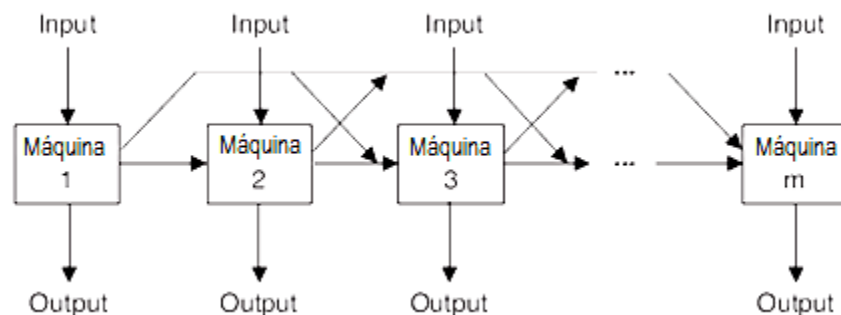 Input Input Input Input
... 
Máquina Máquina Máquina Máquina
1 2 3 ... m
Output Output Output Output